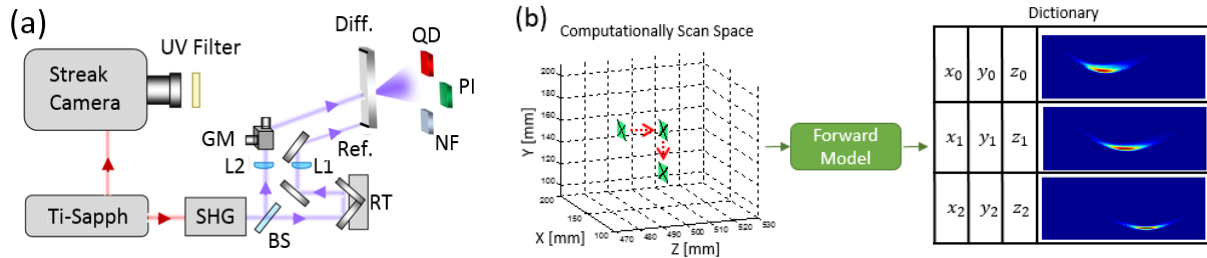 (a)
UV Filter
Streak
Camera
Ti-Sapph
SHG
BS
GM
L2
L1
RT
Diff.
Ref.
QD
PI
NF
(b)
Computationally Scan Space
Y [mm]
200
180
160
140
120
100
X [mm]
200
150
100
470
480
490
500
510
520
530
Z [mm]
Forward
Model
Dictionary
x0 y0 z0
x1 y1 z1
x2 y2 z2